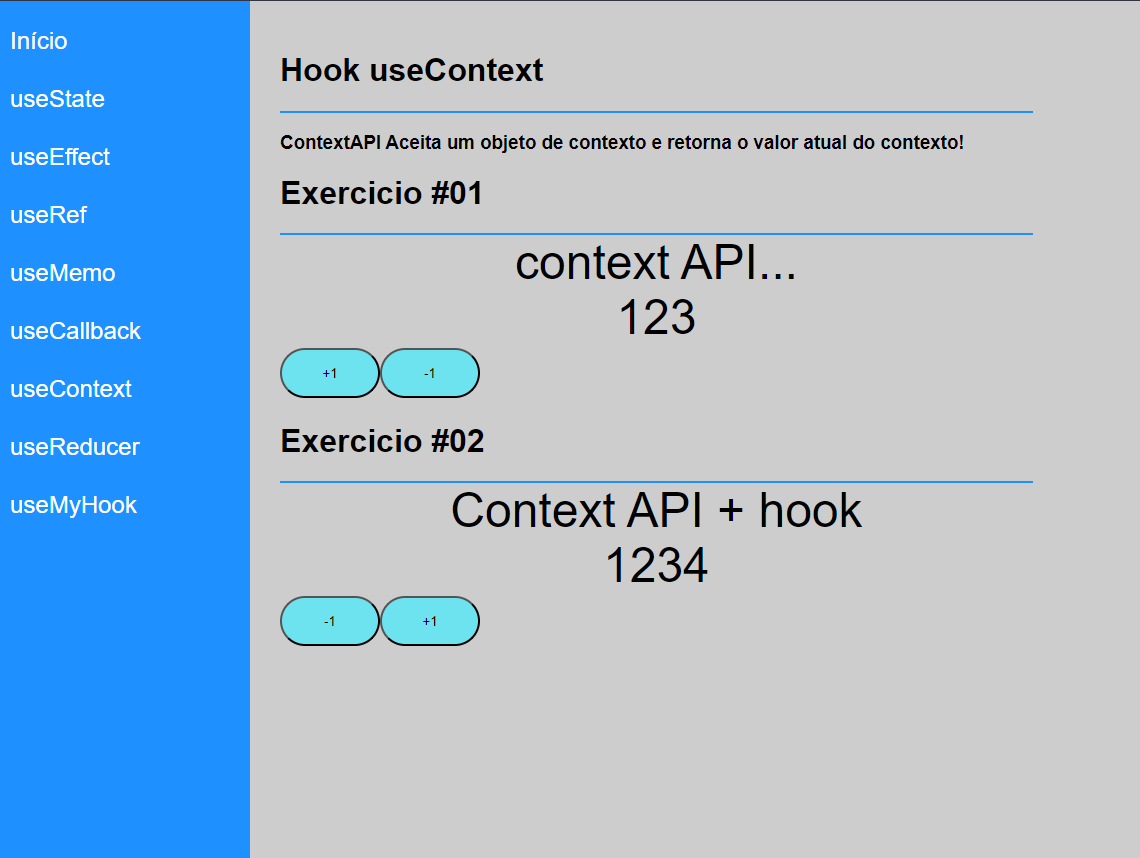 Início
useState
useEffect
useRef
useMemo
useCallback
useContext
useReducer
useMyHook
Hook useContext
ContextAPI Aceita um objeto de contexto e retorna o valor atual do contexto!
Exercicio #01
context API...
123
+1 -1
Exercicio #02
Context API + hook
1234
-1 +1